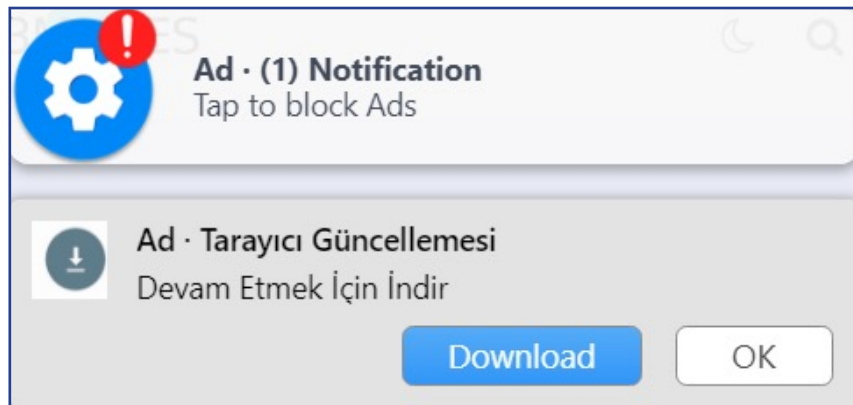 Ad · (1) Notification
Tap to block Ads
Ad · Tarayıcı Güncellemesi
Devam Etmek İçin İndir
Download
OK